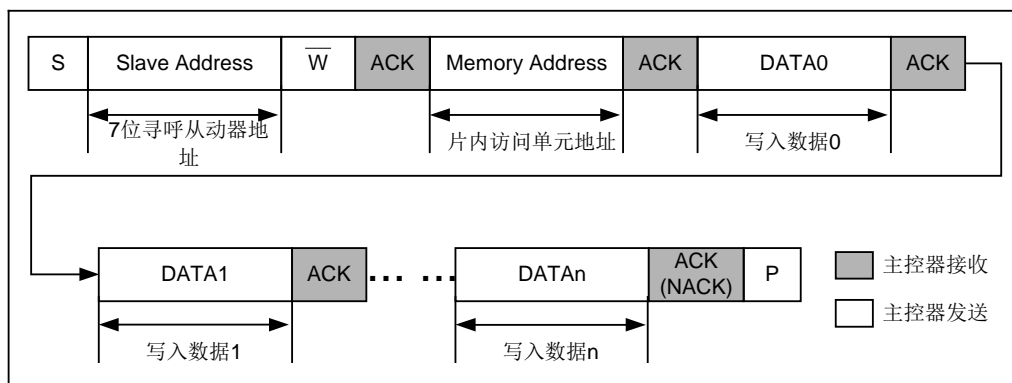 S Slave Address W ACK Memory Address ACK DATA0 ACK
7位寻呼从动器地
址
片内访问单元地址
写入数据0
DATA1 ACK ... ... DATAn ACK
(NACK) P
主控器接收
主控器发送
写入数据1
写入数据n